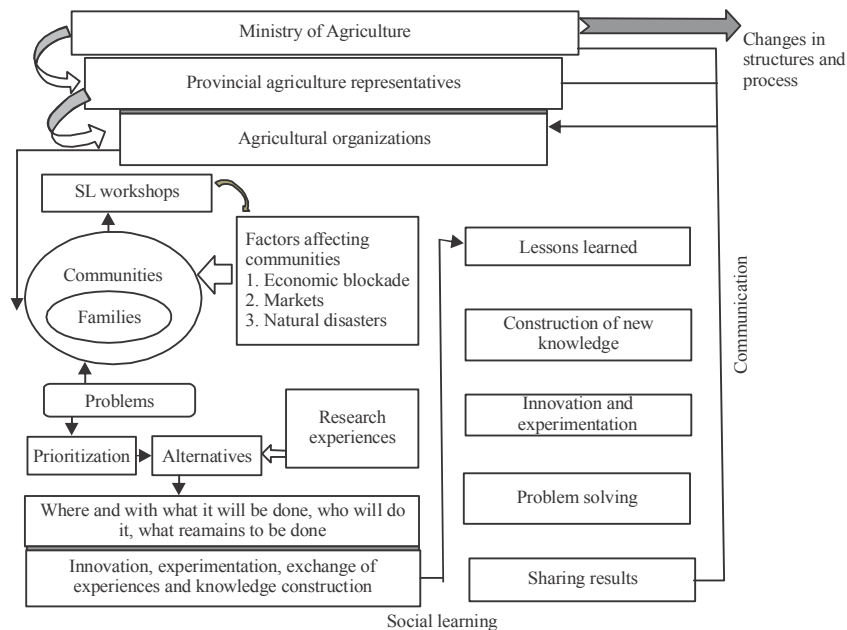 Ministry of Agriculture
Changes in
structures and
process
Provincial agriculture representatives
Agricultural organizations
SL workshops
Factors affecting
communities
1. Economic blockade
2. Markets
3. Natural disasters
Communities
Families
Problems
Prioritization
Alternatives
Research
experiences
Where and with what it will be done, who will do
it, what reamains to be done
Innovation, experimentation, exchange of
experiences and knowledge construction
Lessons learned
Construction of new
knowledge
Innovation and
experimentation
Problem solving
Sharing results
Communication
Social learning